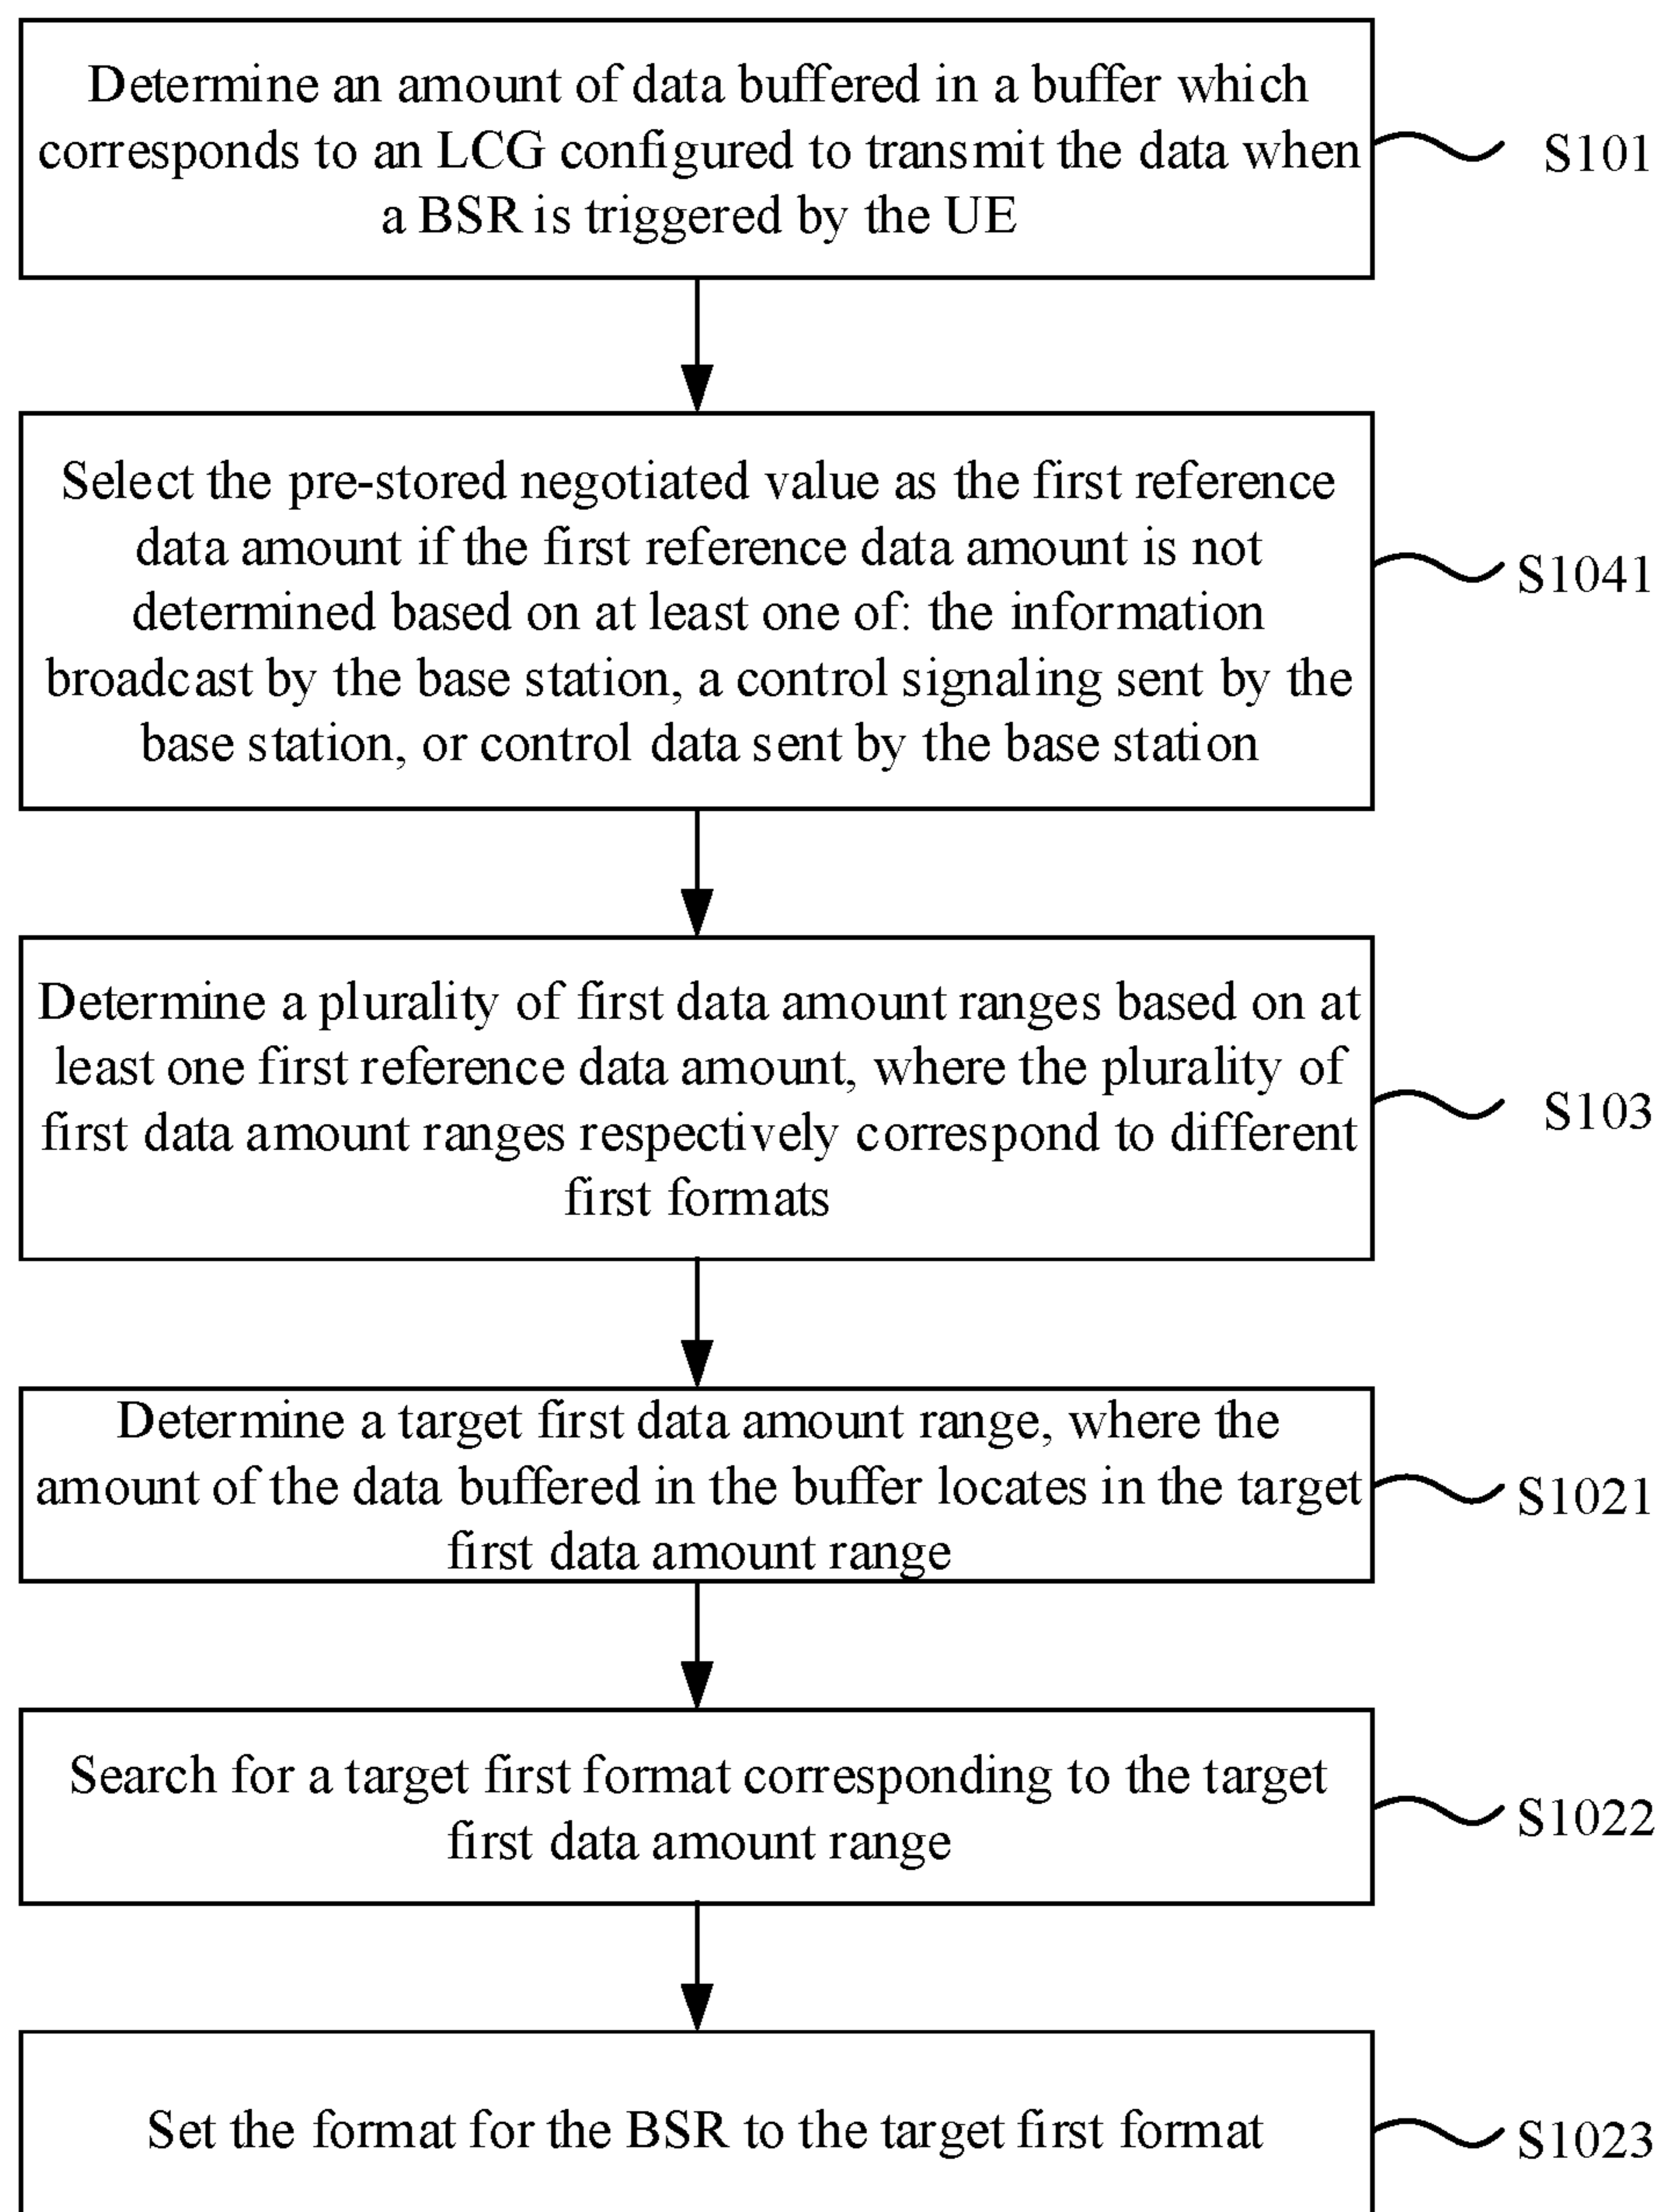 Determine an amount of data buffered in a buffer which
corresponds to an LCG configured to transmit the data when
a BSR is triggered by the UE
S101
Select the pre-stored negotiated value as the first reference
data amount if the first reference data amount is not
determined based on at least one of: the information
broadcast by the base station, a control signaling sent by the
base station, or control data sent by the base station
S1041
Determine a plurality of first data amount ranges based on at
least one first reference data amount, where the plurality of
first data amount ranges respectively correspond to different
first formats
S103
Determine a target first data amount range, where the
amount of the data buffered in the buffer locates in the target
first data amount range
S1021
Search for a target first format corresponding to the target
first data amount range
S1022
Set the format for the BSR to the target first format
S1023